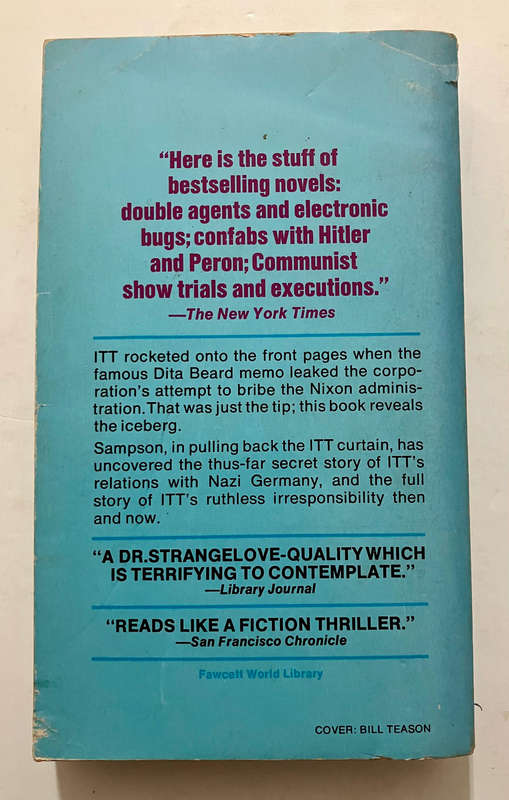 “Here is the stuff of
bestselling novels:
double agents and electronic
bugs; confabs with Hitler
and Peron; Communist
show trials and executions.”
—The New York Times
ITT rocketed onto the front pages when the
famous Dita Beard memo leaked the corpo-
ration’s attempt to bribe the Nixon adminis-
tration. That was just the tip; this book reveals
the iceberg.
Sampson, in pulling back the ITT curtain, has
uncovered the thus-far secret story of ITT’s
relations with Nazi Germany, and the full
story of ITT’s ruthless irresponsibility then
and now.
“A DR.STRANGELOVE-QUALITY WHICH
IS TERRIFYING TO CONTEMPLATE.”
—Library Journal
“READS LIKE A FICTION THRILLER.”
—San Francisco Chronicle
Fawcett World Library
COVER: BILL TEASON